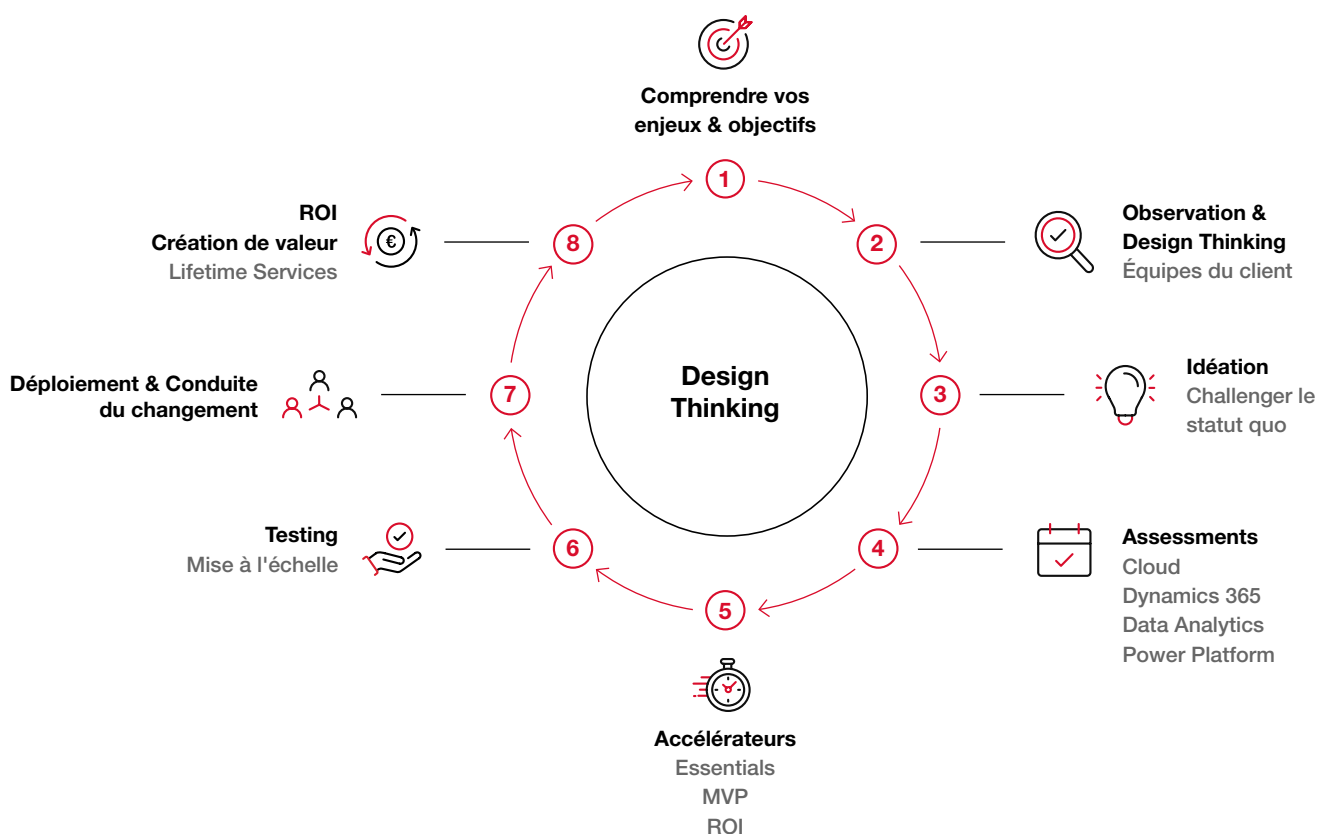 Comprendre vos
enjeux & objectifs
1
2
Observation &
Design Thinking
Équipes du client
3
Idéation
Challenger le
statut quo
4
Assessments
Cloud
Dynamics 365
Data Analytics
Power Platform
5
Accélérateurs
Essentials
MVP
ROI
6
Testing
Mise à l'échelle
7
Déploiement & Conduite
du changement
8
ROI
Création de valeur
Lifetime Services
€
Design
Thinking